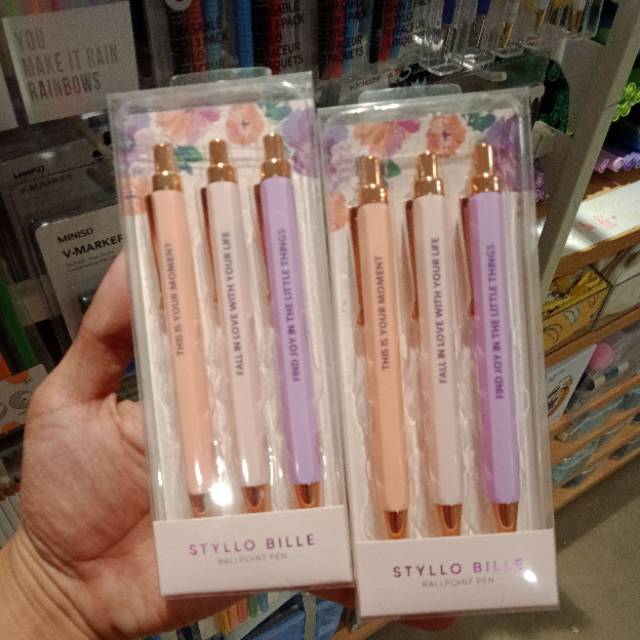 YOU
MAKE IT RAIN
RAINBOWS
MINISO
V-MARKER
MINISO
V-MARKER
THIS IS YOUR MOMENT
FALL IN LOVE WITH YOUR LIFE
FIND JOY IN THE LITTLE THINGS
STYLLO BILLE
BALLPOINT PEN
THIS IS YOUR MOMENT
FALL IN LOVE WITH YOUR LIFE
FIND JOY IN THE LITTLE THINGS
STYLLO BILLE
BALLPOINT PEN